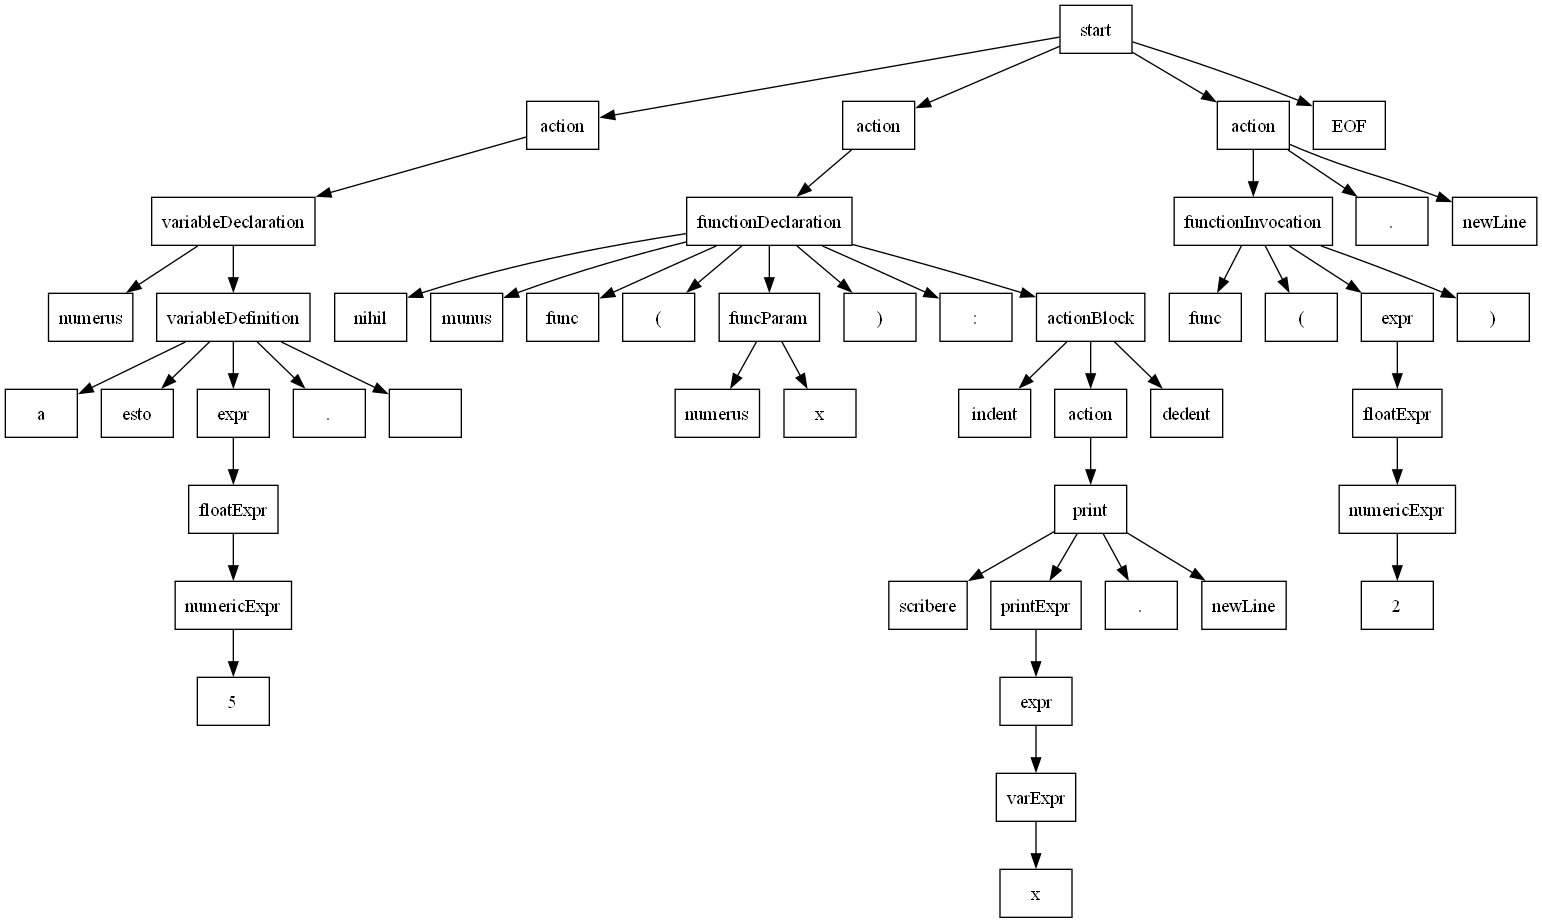 start
action
action
action
EOF
variableDeclaration
functionDeclaration
functionInvocation
.
newLine
numerus
variableDefinition
nihil
munus
func
(
funcParam
)
:
actionBlock
func
(
expr
)
a
esto
expr
.
numerus
x
indent
action
dedent
floatExpr
floatExpr
print
numericExpr
numericExpr
scribere
printExpr
.
newLine
2
5
expr
varExpr
x